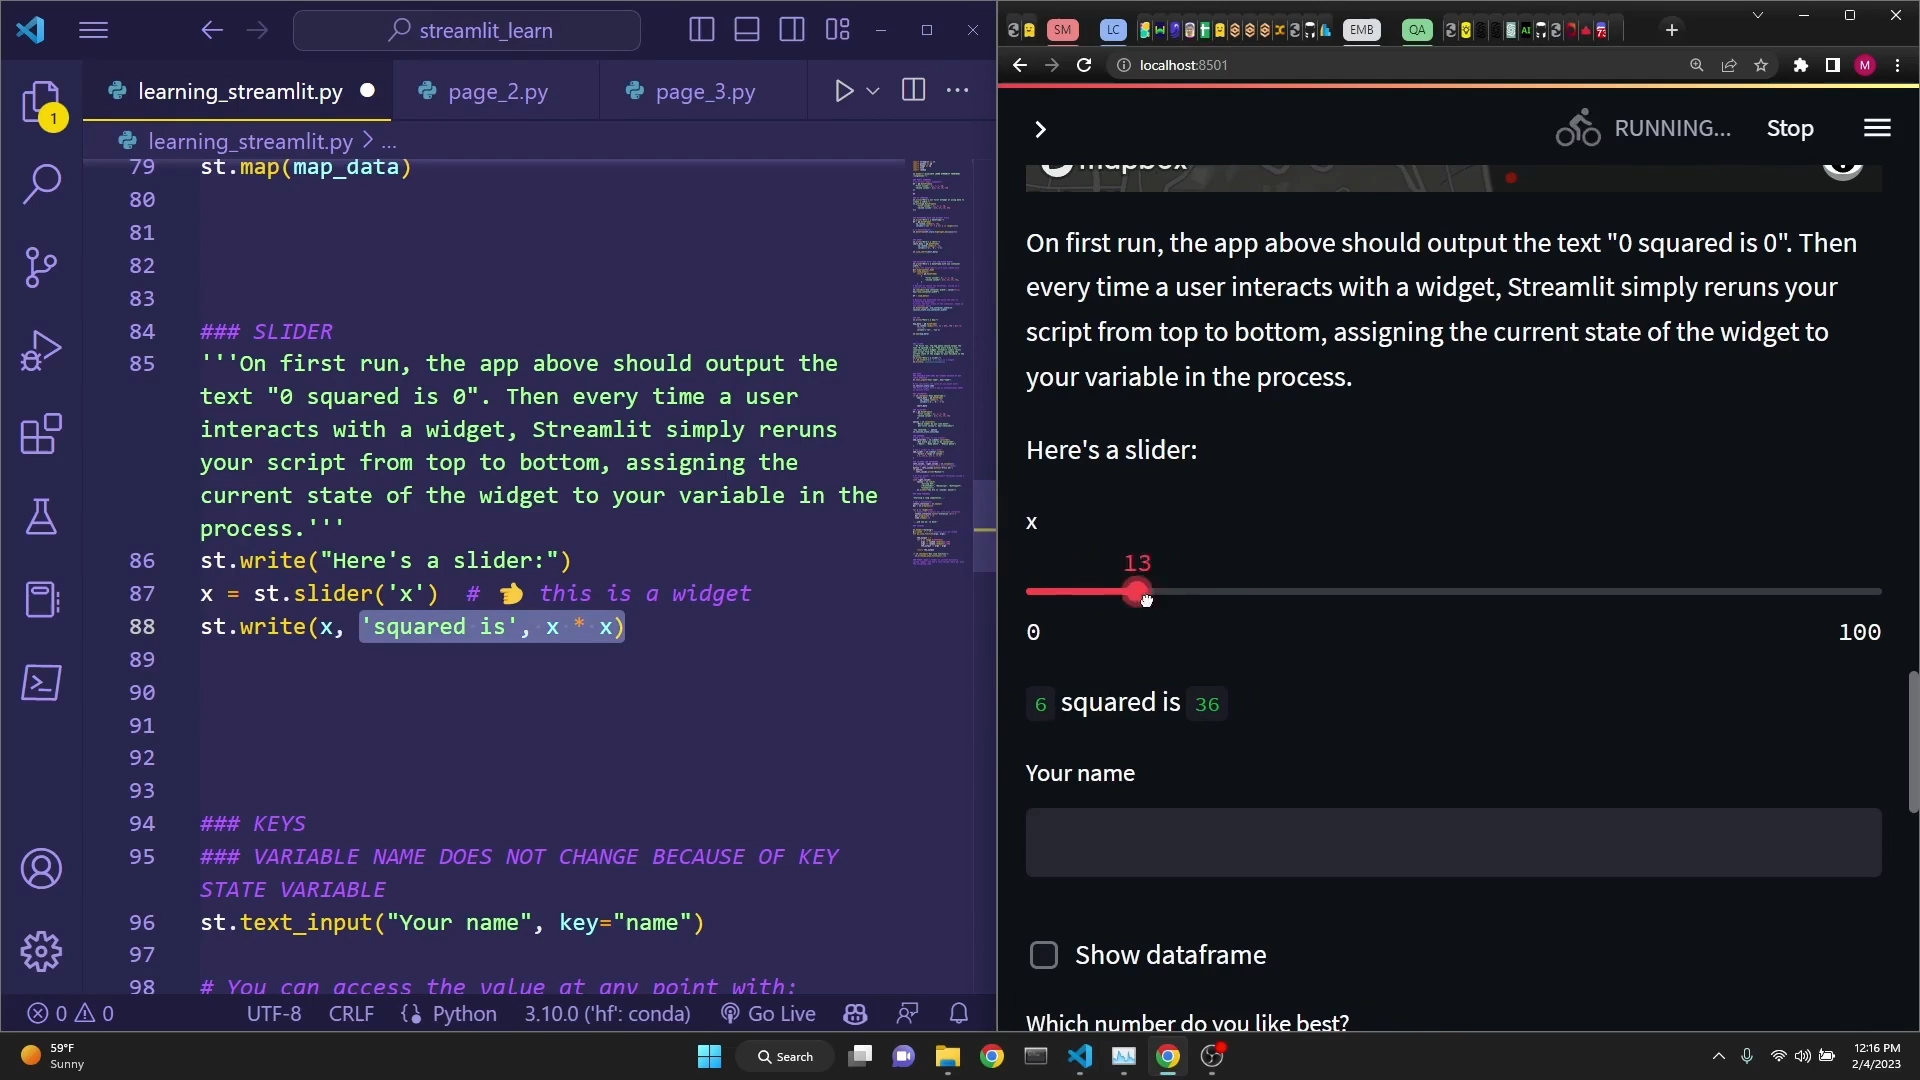 streamlit_learn
learning_streamlit.py
page_2.py
page_3.py
learning_streamlit.py > ...
1
79 st.map(map_data)
80
81
82
83
84 ### SLIDER
85 '''On first run, the app above should output the
text "0 squared is 0". Then every time a user
interacts with a widget, Streamlit simply reruns
your script from top to bottom, assigning the
current state of the widget to your variable in the
process.'''
86 st.write("Here's a slider:")
87 x = st.slider('x')  # 👈 this is a widget
88 st.write(x, 'squared is', x * x)
89
90
91
92
93
94 ### KEYS
95 ### VARIABLE NAME DOES NOT CHANGE BECAUSE OF KEY
STATE VARIABLE
96 st.text_input("Your name", key="name")
97
98 # You can access the value at any point with:
0 0
UTF-8
CRLF
Python
3.10.0 ('hf': conda)
Go Live
SM
LC
EMB
QA
localhost:8501
M
RUNNING...
Stop
mapbox
On first run, the app above should output the text "0 squared is 0". Then
every time a user interacts with a widget, Streamlit simply reruns your
script from top to bottom, assigning the current state of the widget to
your variable in the process.
Here's a slider:
x
13
0
100
6 squared is 36
Your name
Show dataframe
Which number do you like best?
59°F
Sunny
Search
12:16 PM
2/4/2023